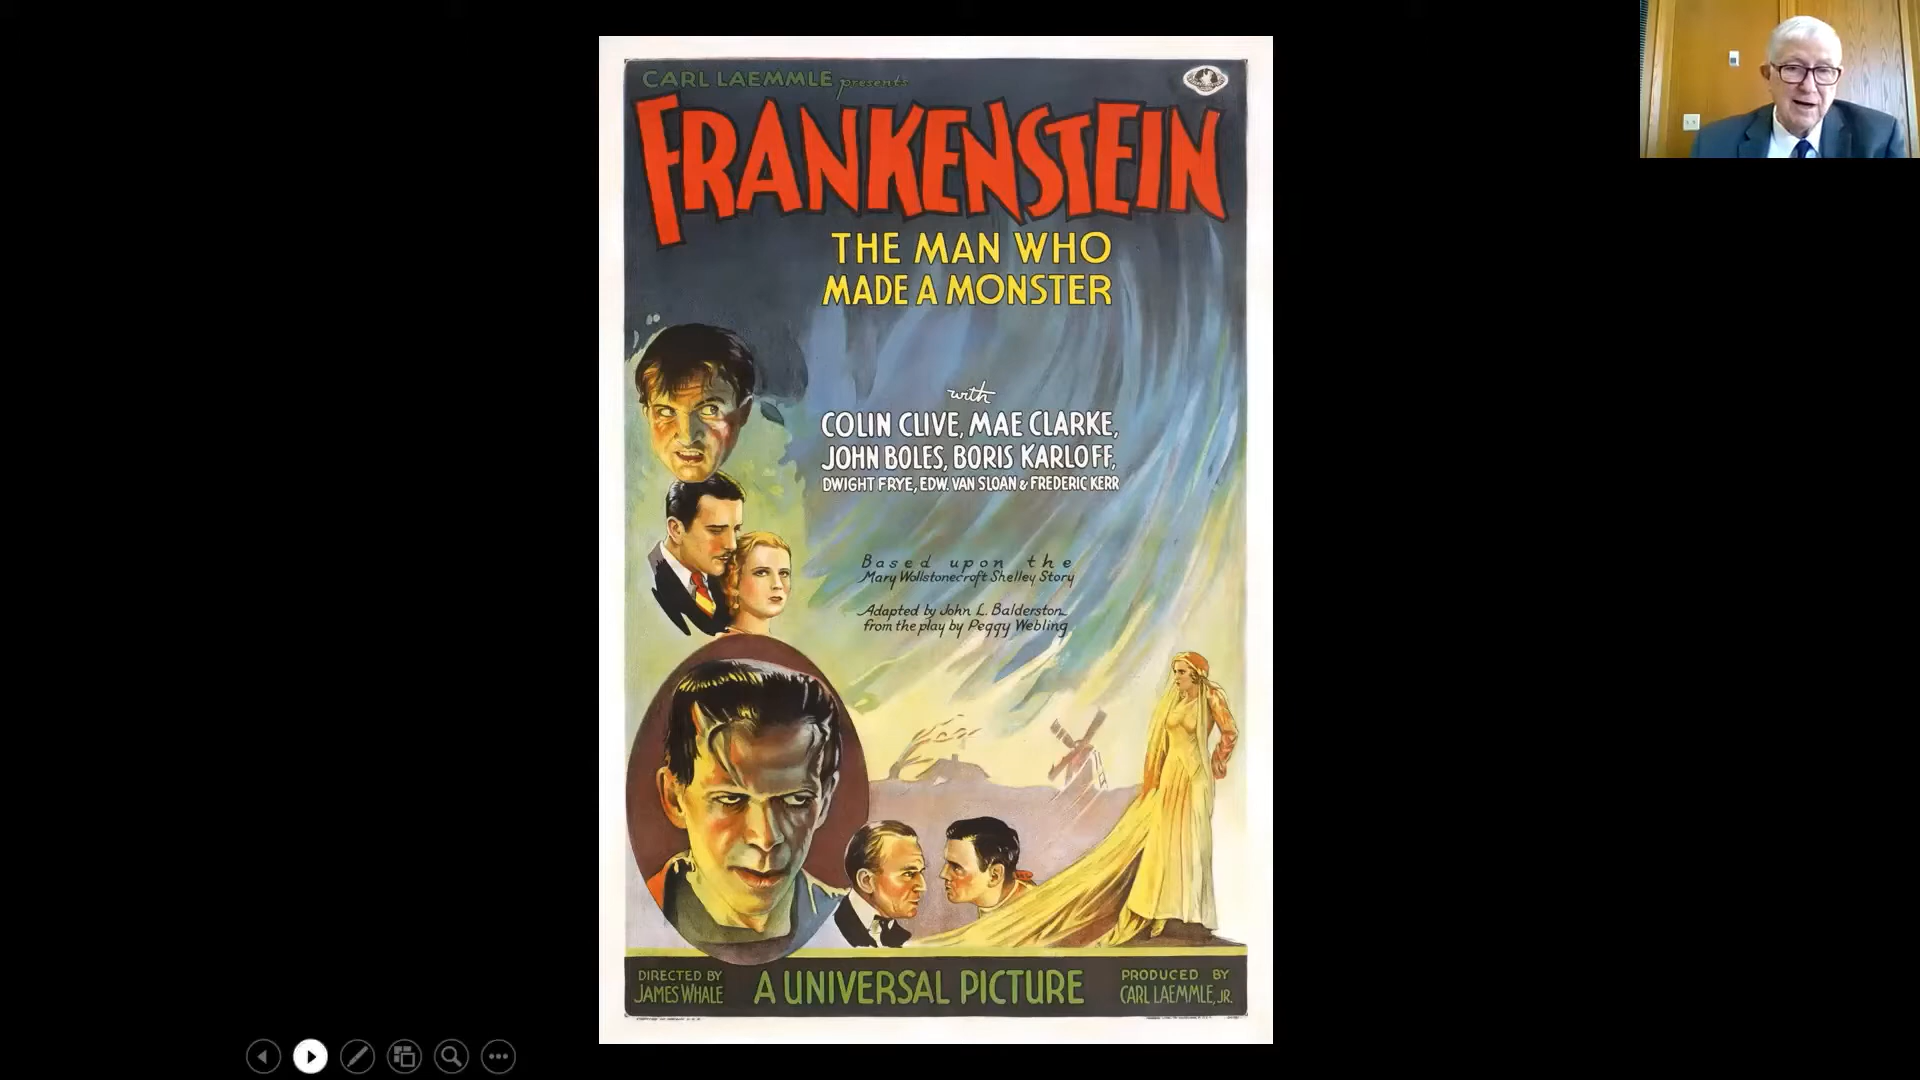 CARL LAEMMLE presents
FRANKENSTEIN
THE MAN WHO
MADE A MONSTER
with
COLIN CLIVE, MAE CLARKE,
JOHN BOLES, BORIS KARLOFF,
DWIGHT FRYE, EDW. VAN SLOAN & FREDERIC KERR
Based upon the
Mary Wollstonecroft Shelley Story
Adapted by John L. Balderston
from the play by Peggy Webling
DIRECTED BY
JAMES WHALE
A UNIVERSAL PICTURE
PRODUCED BY
CARL LAEMMLE, JR.